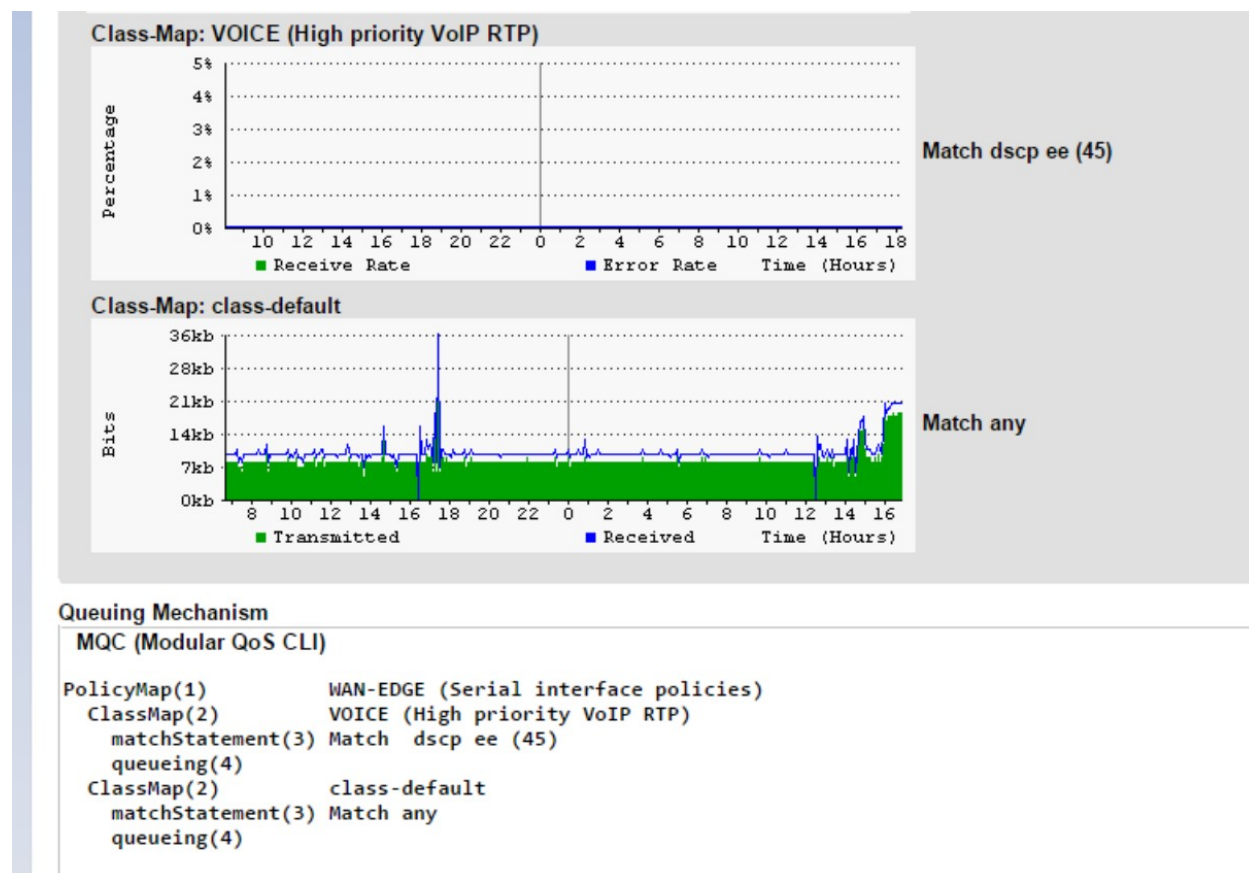 Class-Map: VOICE (High priority VoIP RTP)
5%
4%
3%
2%
1%
0%
Percentage
10 12 14 16 18 20 22 0 2 4 6 8 10 12 14 16 18
Receive Rate Error Rate Time (Hours)
Match dscp ee (45)
Class-Map: class-default
36kb
28kb
21kb
14kb
7kb
0kb
Bits
8 10 12 14 16 18 20 22 0 2 4 6 8 10 12 14 16
Transmitted Received Time (Hours)
Match any
Queuing Mechanism
MQC (Modular QoS CLI)
PolicyMap(1) WAN-EDGE (Serial interface policies)
ClassMap(2) VOICE (High priority VoIP RTP)
matchStatement(3) Match dscp ee (45)
queueing(4)
ClassMap(2) class-default
matchStatement(3) Match any
queueing(4)